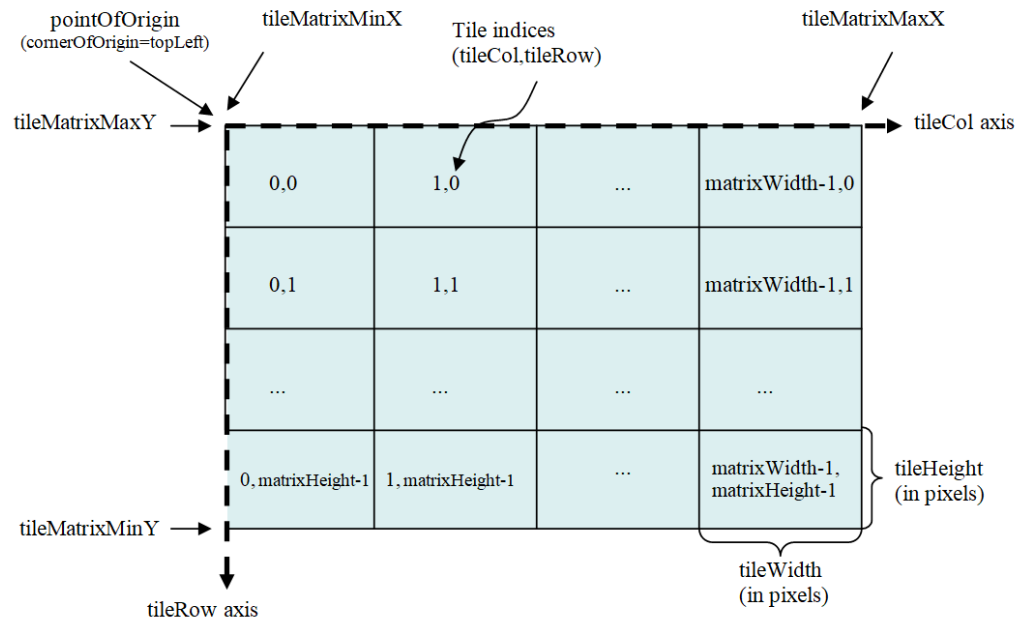 pointOfOrigin
(cornerOfOrigin=topLeft)
tileMatrixMinX
Tile indices
(tileCol,tileRow)
tileMatrixMaxX
tileMatrixMaxY
tileCol axis
0,0
1,0
...
matrixWidth-1,0
0,1
1,1
...
matrixWidth-1,1
...
...
...
...
0,matrixHeight-1
1,matrixHeight-1
...
matrixWidth-1,
matrixHeight-1
tileHeight
(in pixels)
tileMatrixMinY
tileWidth
(in pixels)
tileRow axis